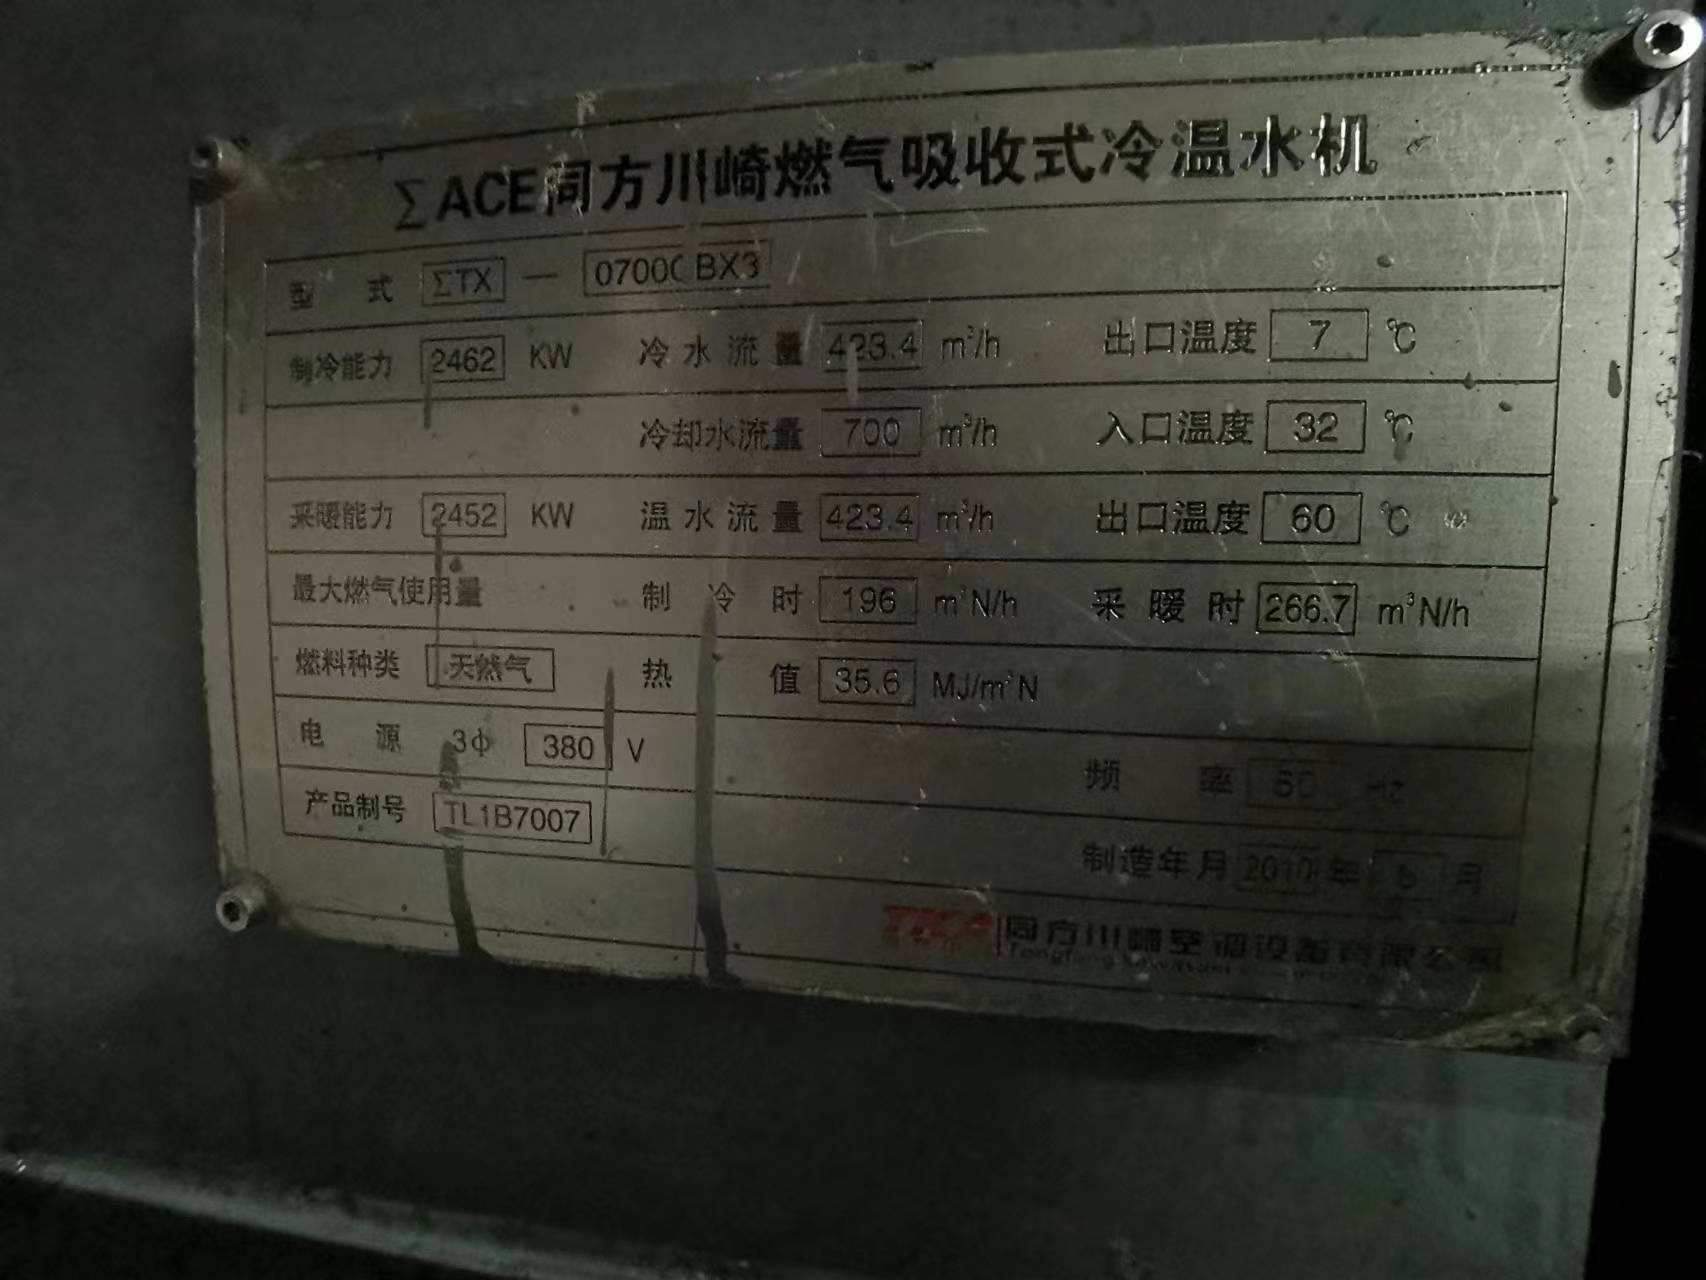 ΣACE同方川崎燃气吸收式冷温水机
型 式 ΣTX — 0700C BX3
制冷能力 2462 KW 冷水流量 423.4 m³/h 出口温度 7 ℃
冷却水流量 700 m³/h 入口温度 32 ℃
采暖能力 2452 KW 温水流量 423.4 m³/h 出口温度 60 ℃
最大燃气使用量 制冷时 196 m³N/h 采暖时 266.7 m³N/h
燃料种类 天然气 热值 35.6 MJ/m³N
电 源 3ф 380 V 频 率 Hz
产品制号 TL1B7007
制造年月 2010 年 月
同方川崎空调设备有限公司